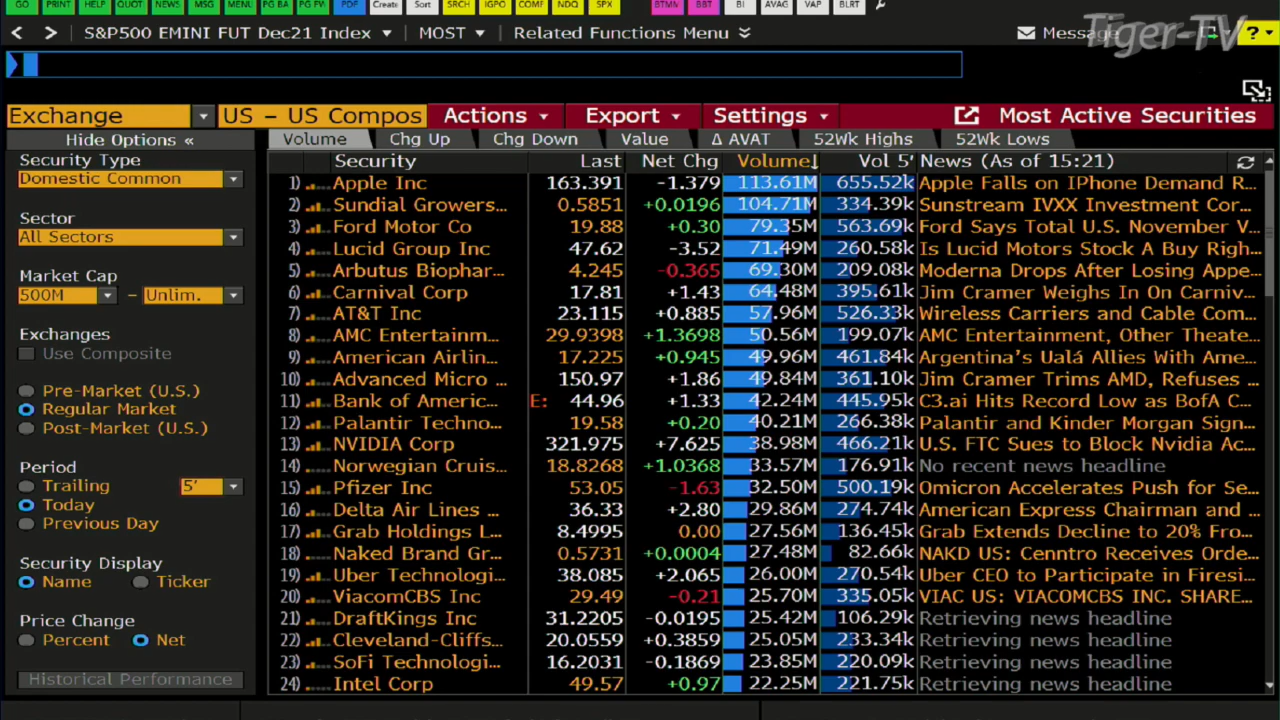 GO PRINT HELP QUOT NEWS MSG MENU PG BA PG FW PDF Create Sort SRCH IGPO COMF NDQ SPX BTMN BBT BI AVAG VAP BLRT
< > S&P500 EMINI FUT Dec21 Index MOST Related Functions Menu Message ?
Tiger-TV
Exchange US - US Compos Actions Export Settings Most Active Securities
Hide Options « Volume Chg Up Chg Down Value Δ AVAT 52Wk Highs 52Wk Lows
Security Type
Domestic Common
Sector
All Sectors
Market Cap
500M - Unlim.
Exchanges
Use Composite
Pre-Market (U.S.)
Regular Market
Post-Market (U.S.)
Period
Trailing 5'
Today
Previous Day
Security Display
Name Ticker
Price Change
Percent Net
Historical Performance
Security Last Net Chg Volume↓ Vol 5' News (As of 15:21)
1) Apple Inc 163.391 -1.379 113.61M 655.52k Apple Falls on IPhone Demand R...
2) Sundial Growers... 0.5851 +0.0196 104.71M 334.39k Sunstream IVXX Investment Cor...
3) Ford Motor Co 19.88 +0.30 79.35M 563.69k Ford Says Total U.S. November V...
4) Lucid Group Inc 47.62 -3.52 71.49M 260.58k Is Lucid Motors Stock A Buy Righ...
5) Arbutus Biophar... 4.245 -0.365 69.30M 209.08k Moderna Drops After Losing Appe...
6) Carnival Corp 17.81 +1.43 64.48M 395.61k Jim Cramer Weighs In On Carniv...
7) AT&T Inc 23.115 +0.885 57.96M 526.33k Wireless Carriers and Cable Com...
8) AMC Entertainm... 29.9398 +1.3698 50.56M 199.07k AMC Entertainment, Other Theate...
9) American Airlin... 17.225 +0.945 49.96M 461.84k Argentina's Ualá Allies With Ame...
10) Advanced Micro ... 150.97 +1.86 49.84M 361.10k Jim Cramer Trims AMD, Refuses ...
11) Bank of Americ... E: 44.96 +1.33 42.24M 445.95k C3.ai Hits Record Low as BofA C...
12) Palantir Techno... 19.58 +0.20 40.21M 266.38k Palantir and Kinder Morgan Sign...
13) NVIDIA Corp 321.975 +7.625 38.98M 466.21k U.S. FTC Sues to Block Nvidia Ac...
14) Norwegian Cruis... 18.8268 +1.0368 33.57M 176.91k No recent news headline
15) Pfizer Inc 53.05 -1.63 32.50M 500.19k Omicron Accelerates Push for Se...
16) Delta Air Lines ... 36.33 +2.80 29.86M 274.74k American Express Chairman and ...
17) Grab Holdings L... 8.4995 0.00 27.56M 136.45k Grab Extends Decline to 20% Fro...
18) Naked Brand Gr... 0.5731 +0.0004 27.48M 82.66k NAKD US: Cenntro Receives Orde...
19) Uber Technologi... 38.085 +2.065 26.00M 270.54k Uber CEO to Participate in Firesi...
20) ViacomCBS Inc 29.49 -0.21 25.70M 335.05k VIAC US: VIACOMCBS INC. SHARE...
21) DraftKings Inc 31.2205 -0.0195 25.42M 106.29k Retrieving news headline
22) Cleveland-Cliffs... 20.0559 +0.3859 25.05M 233.34k Retrieving news headline
23) SoFi Technologi... 16.2031 -0.1869 23.85M 220.09k Retrieving news headline
24) Intel Corp 49.57 +0.97 22.25M 221.75k Retrieving news headline